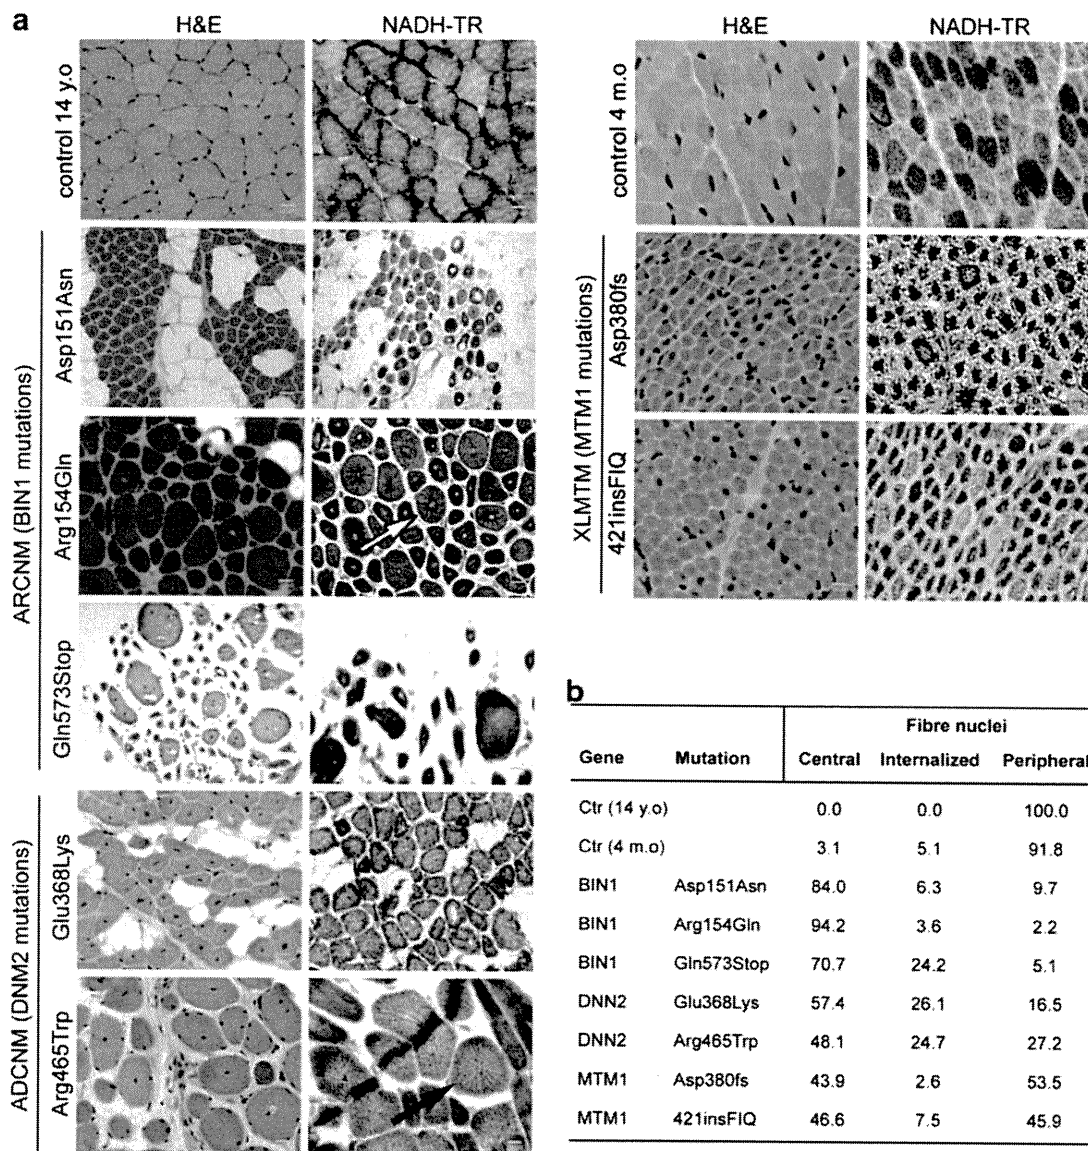 a
H&E NADH-TR
control 14 y.o
ARCNM (BIN1 mutations)
Asp151Asn
Arg154Gln
Gln573Stop
ADCNM (DNM2 mutations)
Glu368Lys
Arg465Trp
H&E NADH-TR
control 4 m.o
XLMTM (MTM1 mutations)
Asp380fs
421insFIQ
b
Fibre nuclei
Gene Mutation Central Internalized Peripheral
Ctr (14 y.o) 0.0 0.0 100.0
Ctr (4 m.o) 3.1 5.1 91.8
BIN1 Asp151Asn 84.0 6.3 9.7
BIN1 Arg154Gln 94.2 3.6 2.2
BIN1 Gln573Stop 70.7 24.2 5.1
DNN2 Glu368Lys 57.4 26.1 16.5
DNN2 Arg465Trp 48.1 24.7 27.2
MTM1 Asp380fs 43.9 2.6 53.5
MTM1 421insFIQ 46.6 7.5 45.9